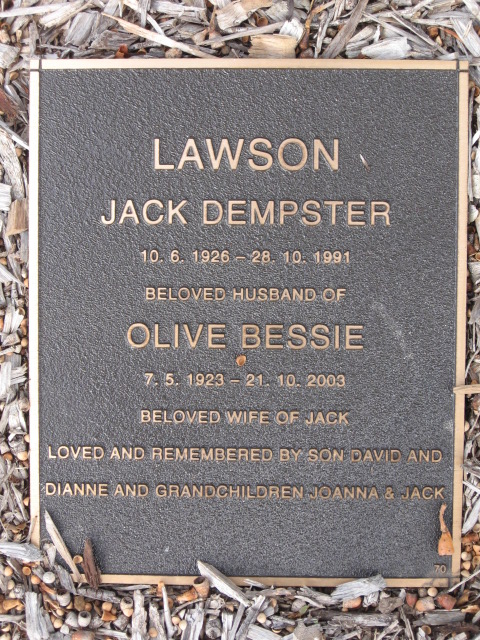 LAWSON
JACK DEMPSTER
10. 6. 1926 – 28. 10. 1991
BELOVED HUSBAND OF
OLIVE BESSIE
7. 5. 1923 – 21. 10. 2003
BELOVED WIFE OF JACK
LOVED AND REMEMBERED BY SON DAVID AND
DIANNE AND GRANDCHILDREN JOANNA & JACK
70